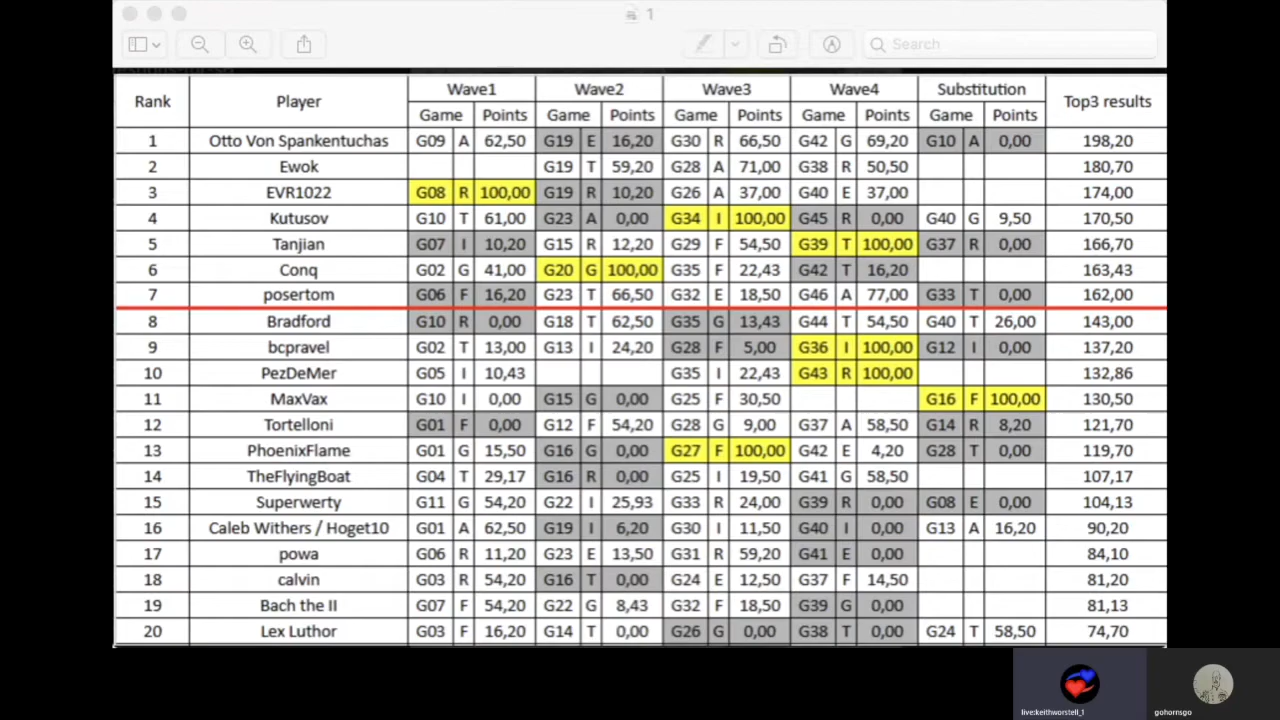 1
Search
Rank Player Wave1 Wave2 Wave3 Wave4 Substitution Top3 results
Game Points Game Points Game Points Game Points Game Points
1 Otto Von Spankentuchas G09 A 62,50 G19 E 16,20 G30 R 66,50 G42 G 69,20 G10 A 0,00 198,20
2 Ewok G19 T 59,20 G28 A 71,00 G38 R 50,50 180,70
3 EVR1022 G08 R 100,00 G19 R 10,20 G26 A 37,00 G40 E 37,00 174,00
4 Kutusov G10 T 61,00 G23 A 0,00 G34 I 100,00 G45 R 0,00 G40 G 9,50 170,50
5 Tanjian G07 I 10,20 G15 R 12,20 G29 F 54,50 G39 T 100,00 G37 R 0,00 166,70
6 Conq G02 G 41,00 G20 G 100,00 G35 F 22,43 G42 T 16,20 163,43
7 posertom G06 F 16,20 G23 T 66,50 G32 E 18,50 G46 A 77,00 G33 T 0,00 162,00
8 Bradford G10 R 0,00 G18 T 62,50 G35 G 13,43 G44 T 54,50 G40 T 26,00 143,00
9 bcpravel G02 T 13,00 G13 I 24,20 G28 F 5,00 G36 I 100,00 G12 I 0,00 137,20
10 PezDeMer G05 I 10,43 G35 I 22,43 G43 R 100,00 132,86
11 MaxVax G10 I 0,00 G15 G 0,00 G25 F 30,50 G16 F 100,00 130,50
12 Tortelloni G01 F 0,00 G12 F 54,20 G28 G 9,00 G37 A 58,50 G14 R 8,20 121,70
13 PhoenixFlame G01 G 15,50 G16 G 0,00 G27 F 100,00 G42 E 4,20 G28 T 0,00 119,70
14 TheFlyingBoat G04 T 29,17 G16 R 0,00 G25 I 19,50 G41 G 58,50 107,17
15 Superwerty G11 G 54,20 G22 I 25,93 G33 R 24,00 G39 R 0,00 G08 E 0,00 104,13
16 Caleb Withers / Hoget10 G01 A 62,50 G19 I 6,20 G30 I 11,50 G40 I 0,00 G13 A 16,20 90,20
17 powa G06 R 11,20 G23 E 13,50 G31 R 59,20 G41 E 0,00 84,10
18 calvin G03 R 54,20 G16 T 0,00 G24 E 12,50 G37 F 14,50 81,20
19 Bach the II G07 F 54,20 G22 G 8,43 G32 F 18,50 G39 G 0,00 81,13
20 Lex Luthor G03 F 16,20 G14 T 0,00 G26 G 0,00 G38 T 0,00 G24 T 58,50 74,70
live:keithworstell_1 gohornsgo